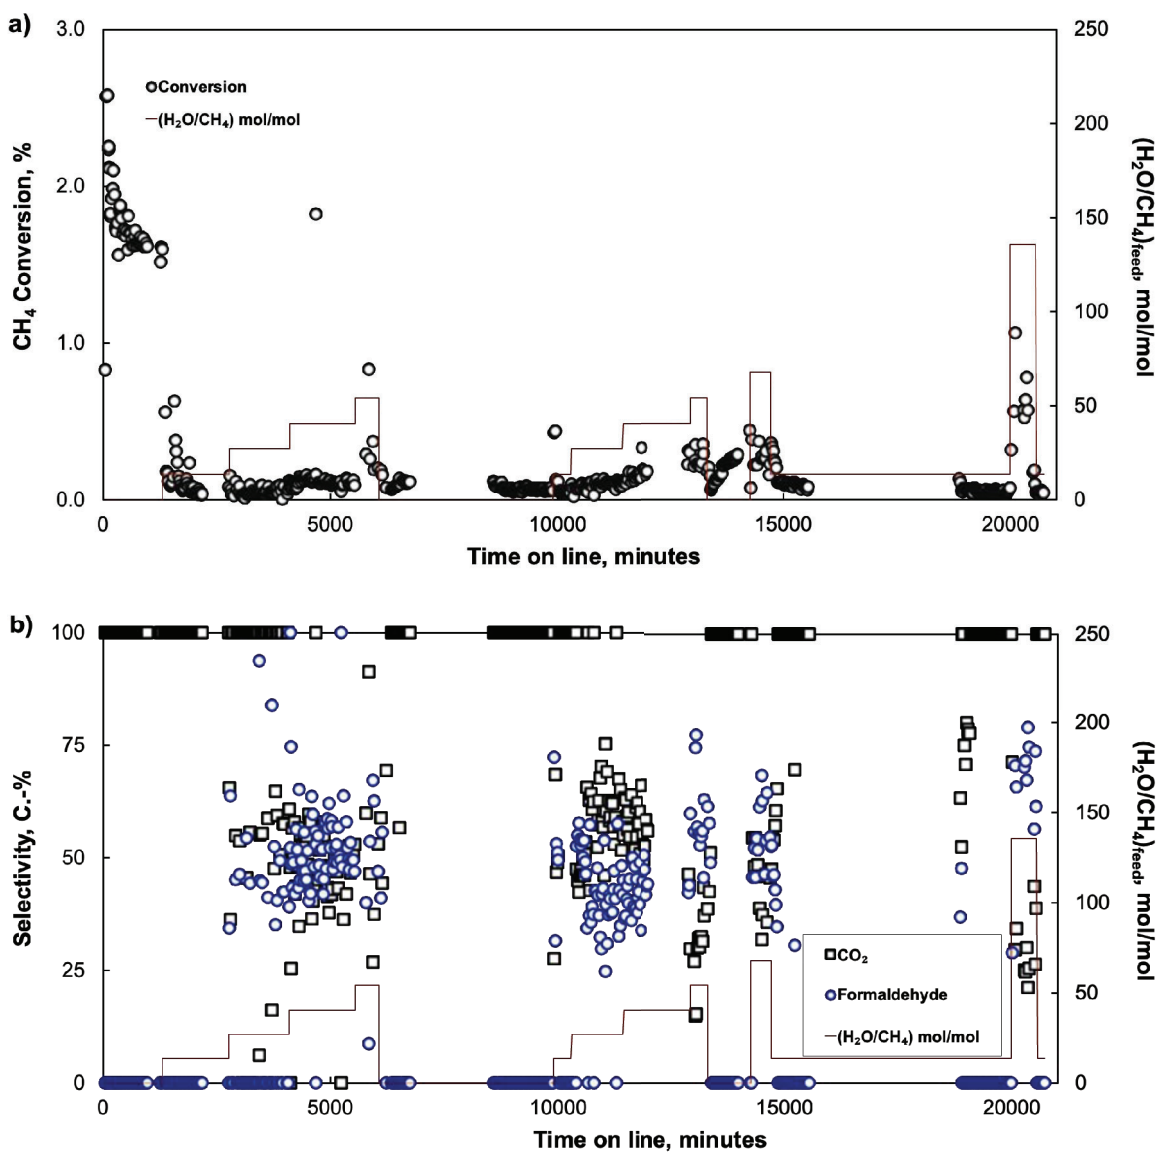 a)
3.0
2.0
1.0
0.0
CH₄ Conversion, %
Conversion
(H₂O/CH₄) mol/mol
250
200
150
100
50
0
(H₂O/CH₄)feed, mol/mol
0 5000 10000 15000 20000
Time on line, minutes
b)
100
75
50
25
0
Selectivity, C.-%
CO₂
Formaldehyde
(H₂O/CH₄) mol/mol
250
200
150
100
50
0
(H₂O/CH₄)feed, mol/mol
0 5000 10000 15000 20000
Time on line, minutes